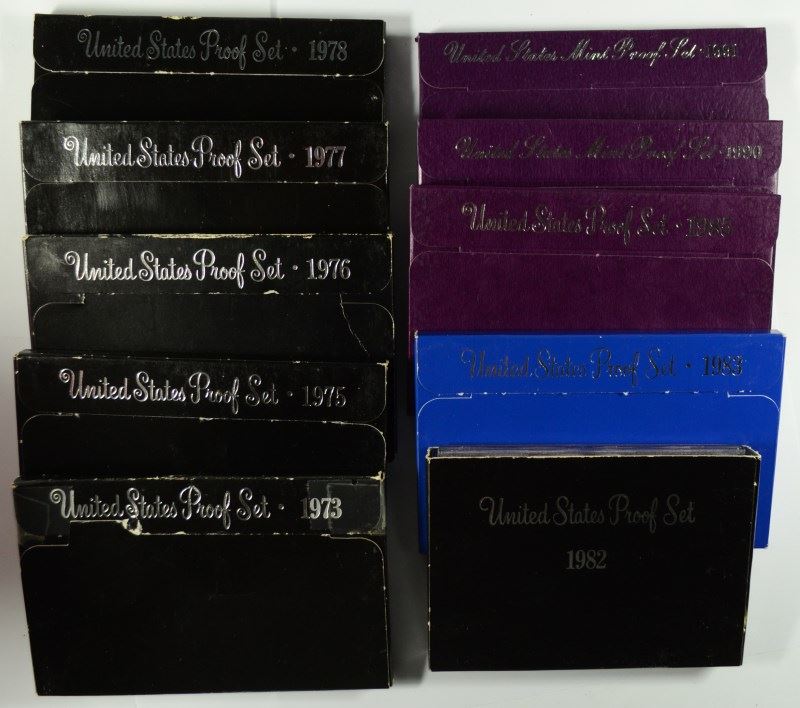 United States Proof Set · 1978
United States Proof Set · 1977
United States Proof Set · 1976
United States Proof Set · 1975
United States Proof Set · 1973
United States Mint Proof Set · 1991
United States Mint Proof Set · 1990
United States Proof Set · 1985
United States Proof Set · 1983
United States Proof Set
1982